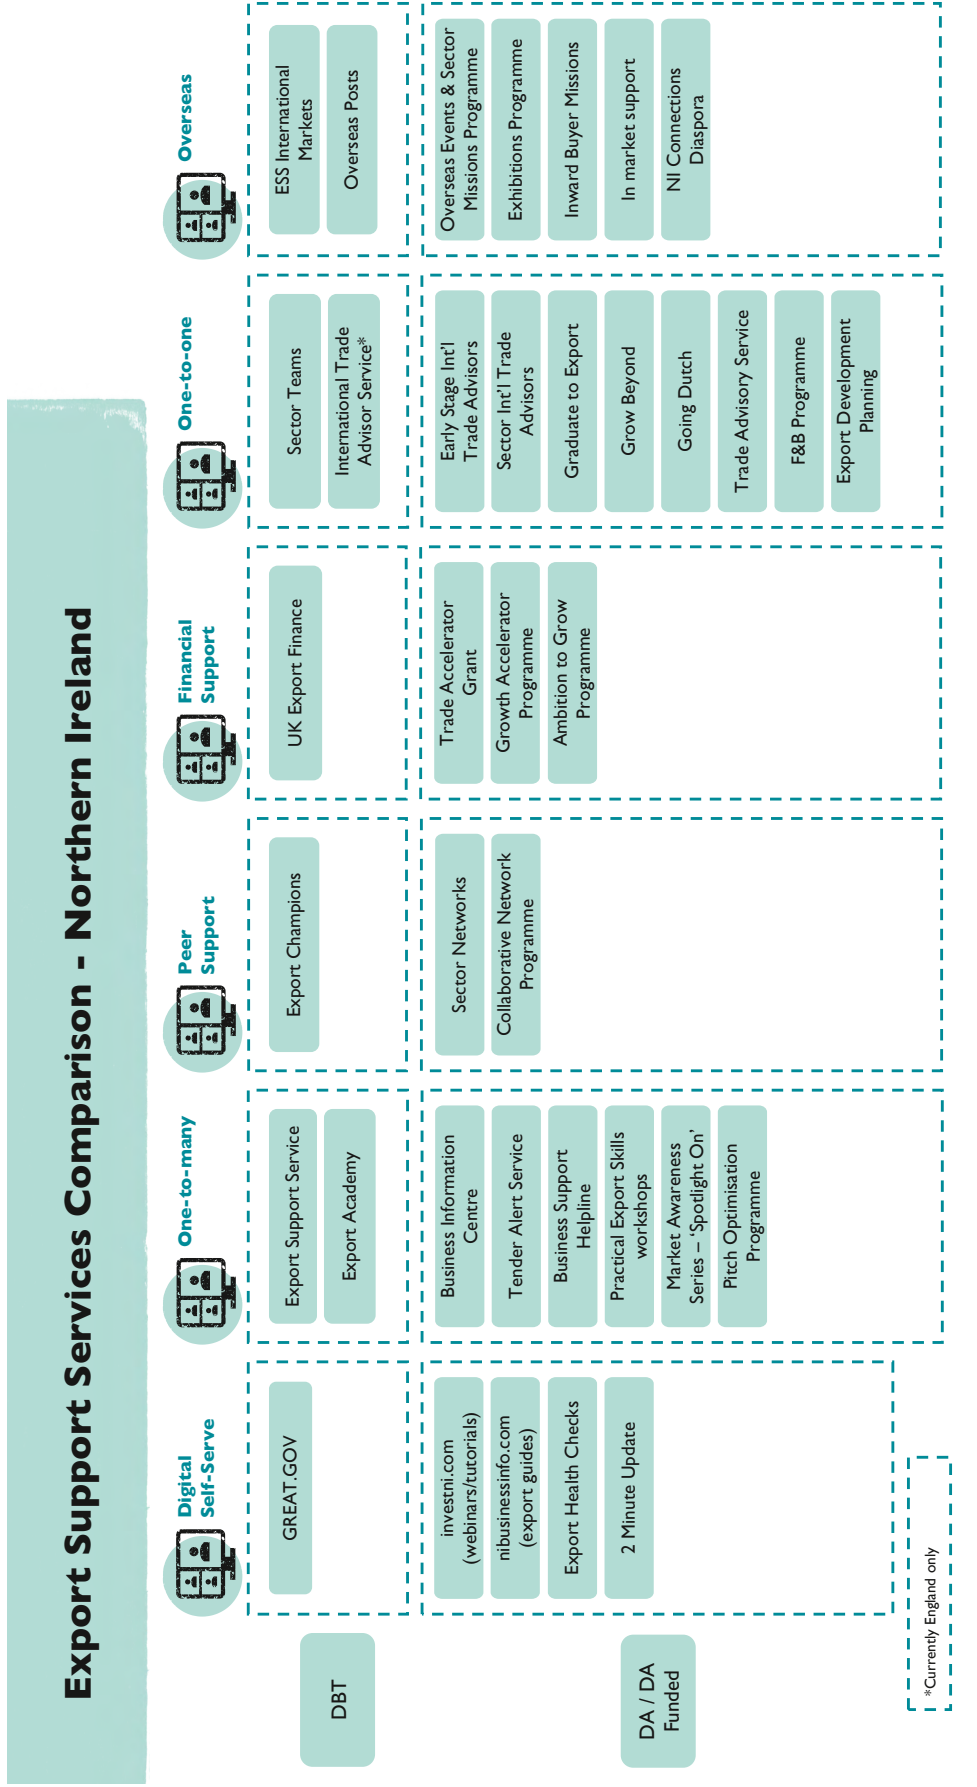 Export Support Services Comparison - Northern Ireland
Digital
Self-Serve
One-to-many
Peer
Support
Financial
Support
One-to-one
Overseas
DBT
GREAT.GOV
Export Support Service
Export Academy
Export Champions
UK Export Finance
Sector Teams
International Trade
Advisor Service*
ESS International
Markets
Overseas Posts
DA / DA
Funded
investni.com
(webinars/tutorials)
nibusinessinfo.com
(export guides)
Export Health Checks
2 Minute Update
Business Information
Centre
Tender Alert Service
Business Support
Helpline
Practical Export Skills
workshops
Market Awareness
Series – ‘Spotlight On’
Pitch Optimisation
Programme
Sector Networks
Collaborative Network
Programme
Trade Accelerator
Grant
Growth Accelerator
Programme
Ambition to Grow
Programme
Early Stage Int’l
Trade Advisors
Sector Int’l Trade
Advisors
Graduate to Export
Grow Beyond
Going Dutch
Trade Advisory Service
F&B Programme
Export Development
Planning
Overseas Events & Sector
Missions Programme
Exhibitions Programme
Inward Buyer Missions
In market support
NI Connections
Diaspora
*Currently England only